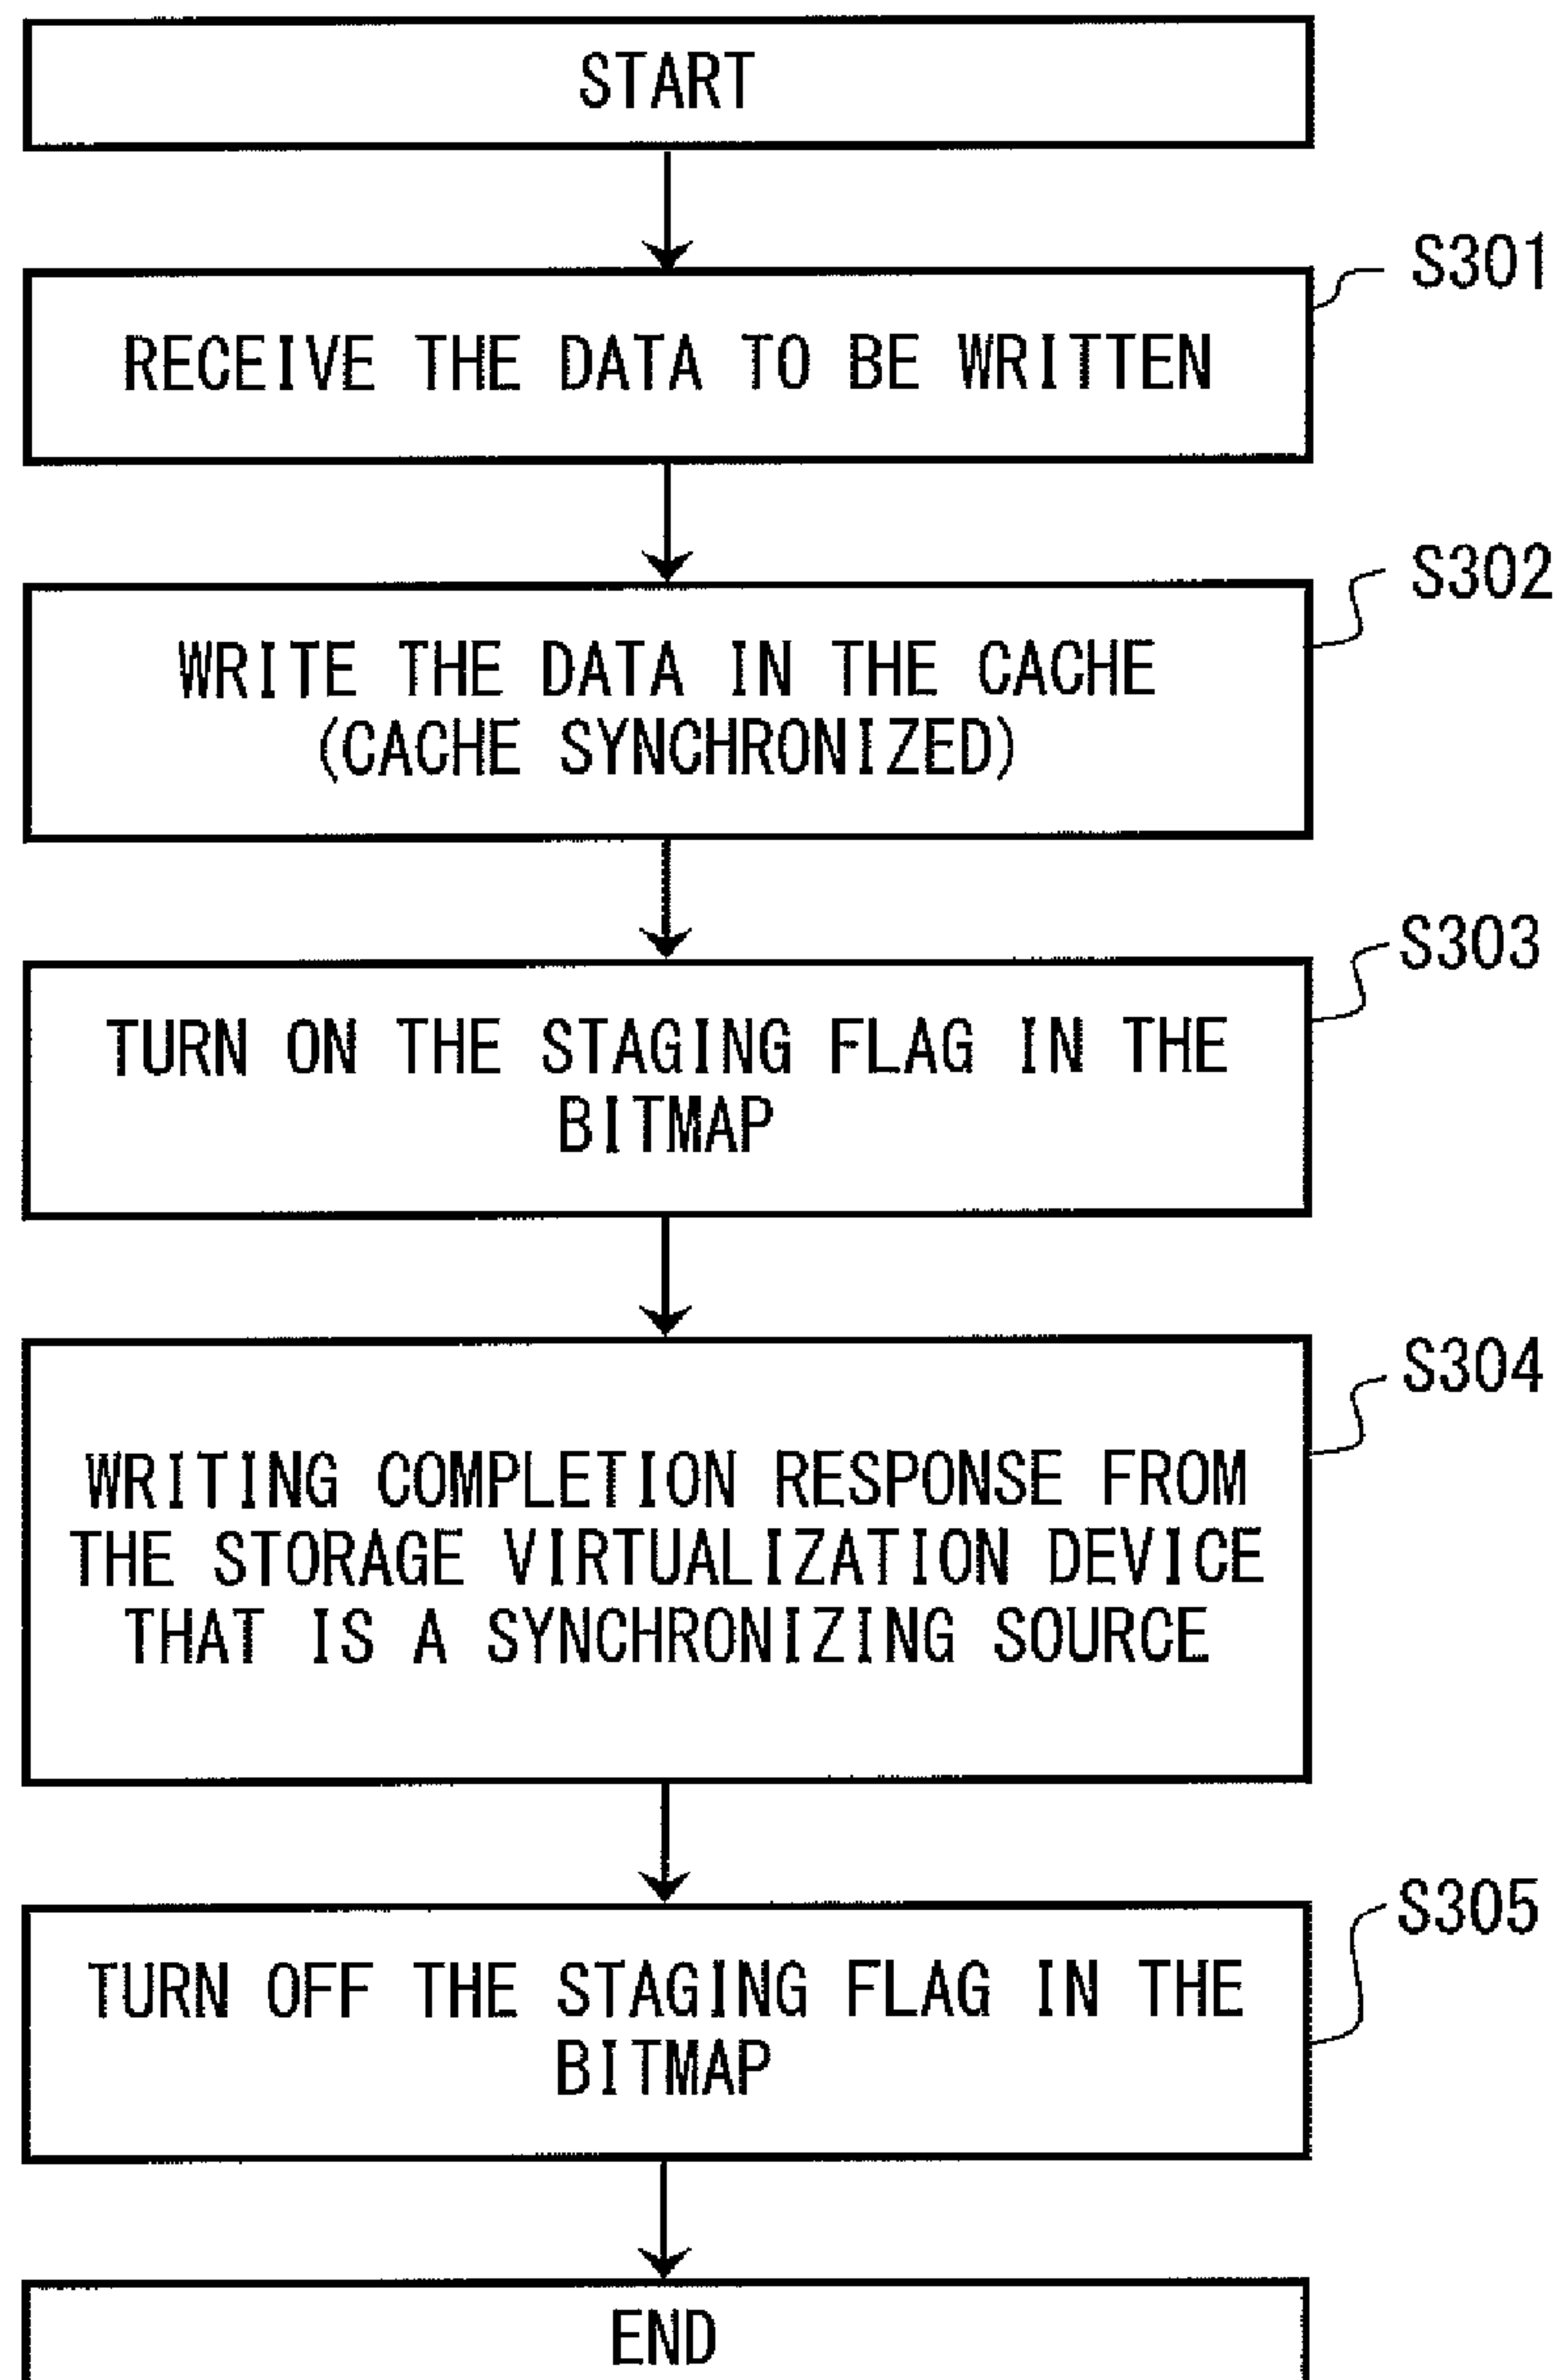 START
S301
RECEIVE THE DATA TO BE WRITTEN
S302
WRITE THE DATA IN THE CACHE
(CACHE SYNCHRONIZED)
S303
TURN ON THE STAGING FLAG IN THE
BITMAP
S304
WRITING COMPLETION RESPONSE FROM
THE STORAGE VIRTUALIZATION DEVICE
THAT IS A SYNCHRONIZING SOURCE
S305
TURN OFF THE STAGING FLAG IN THE
BITMAP
END